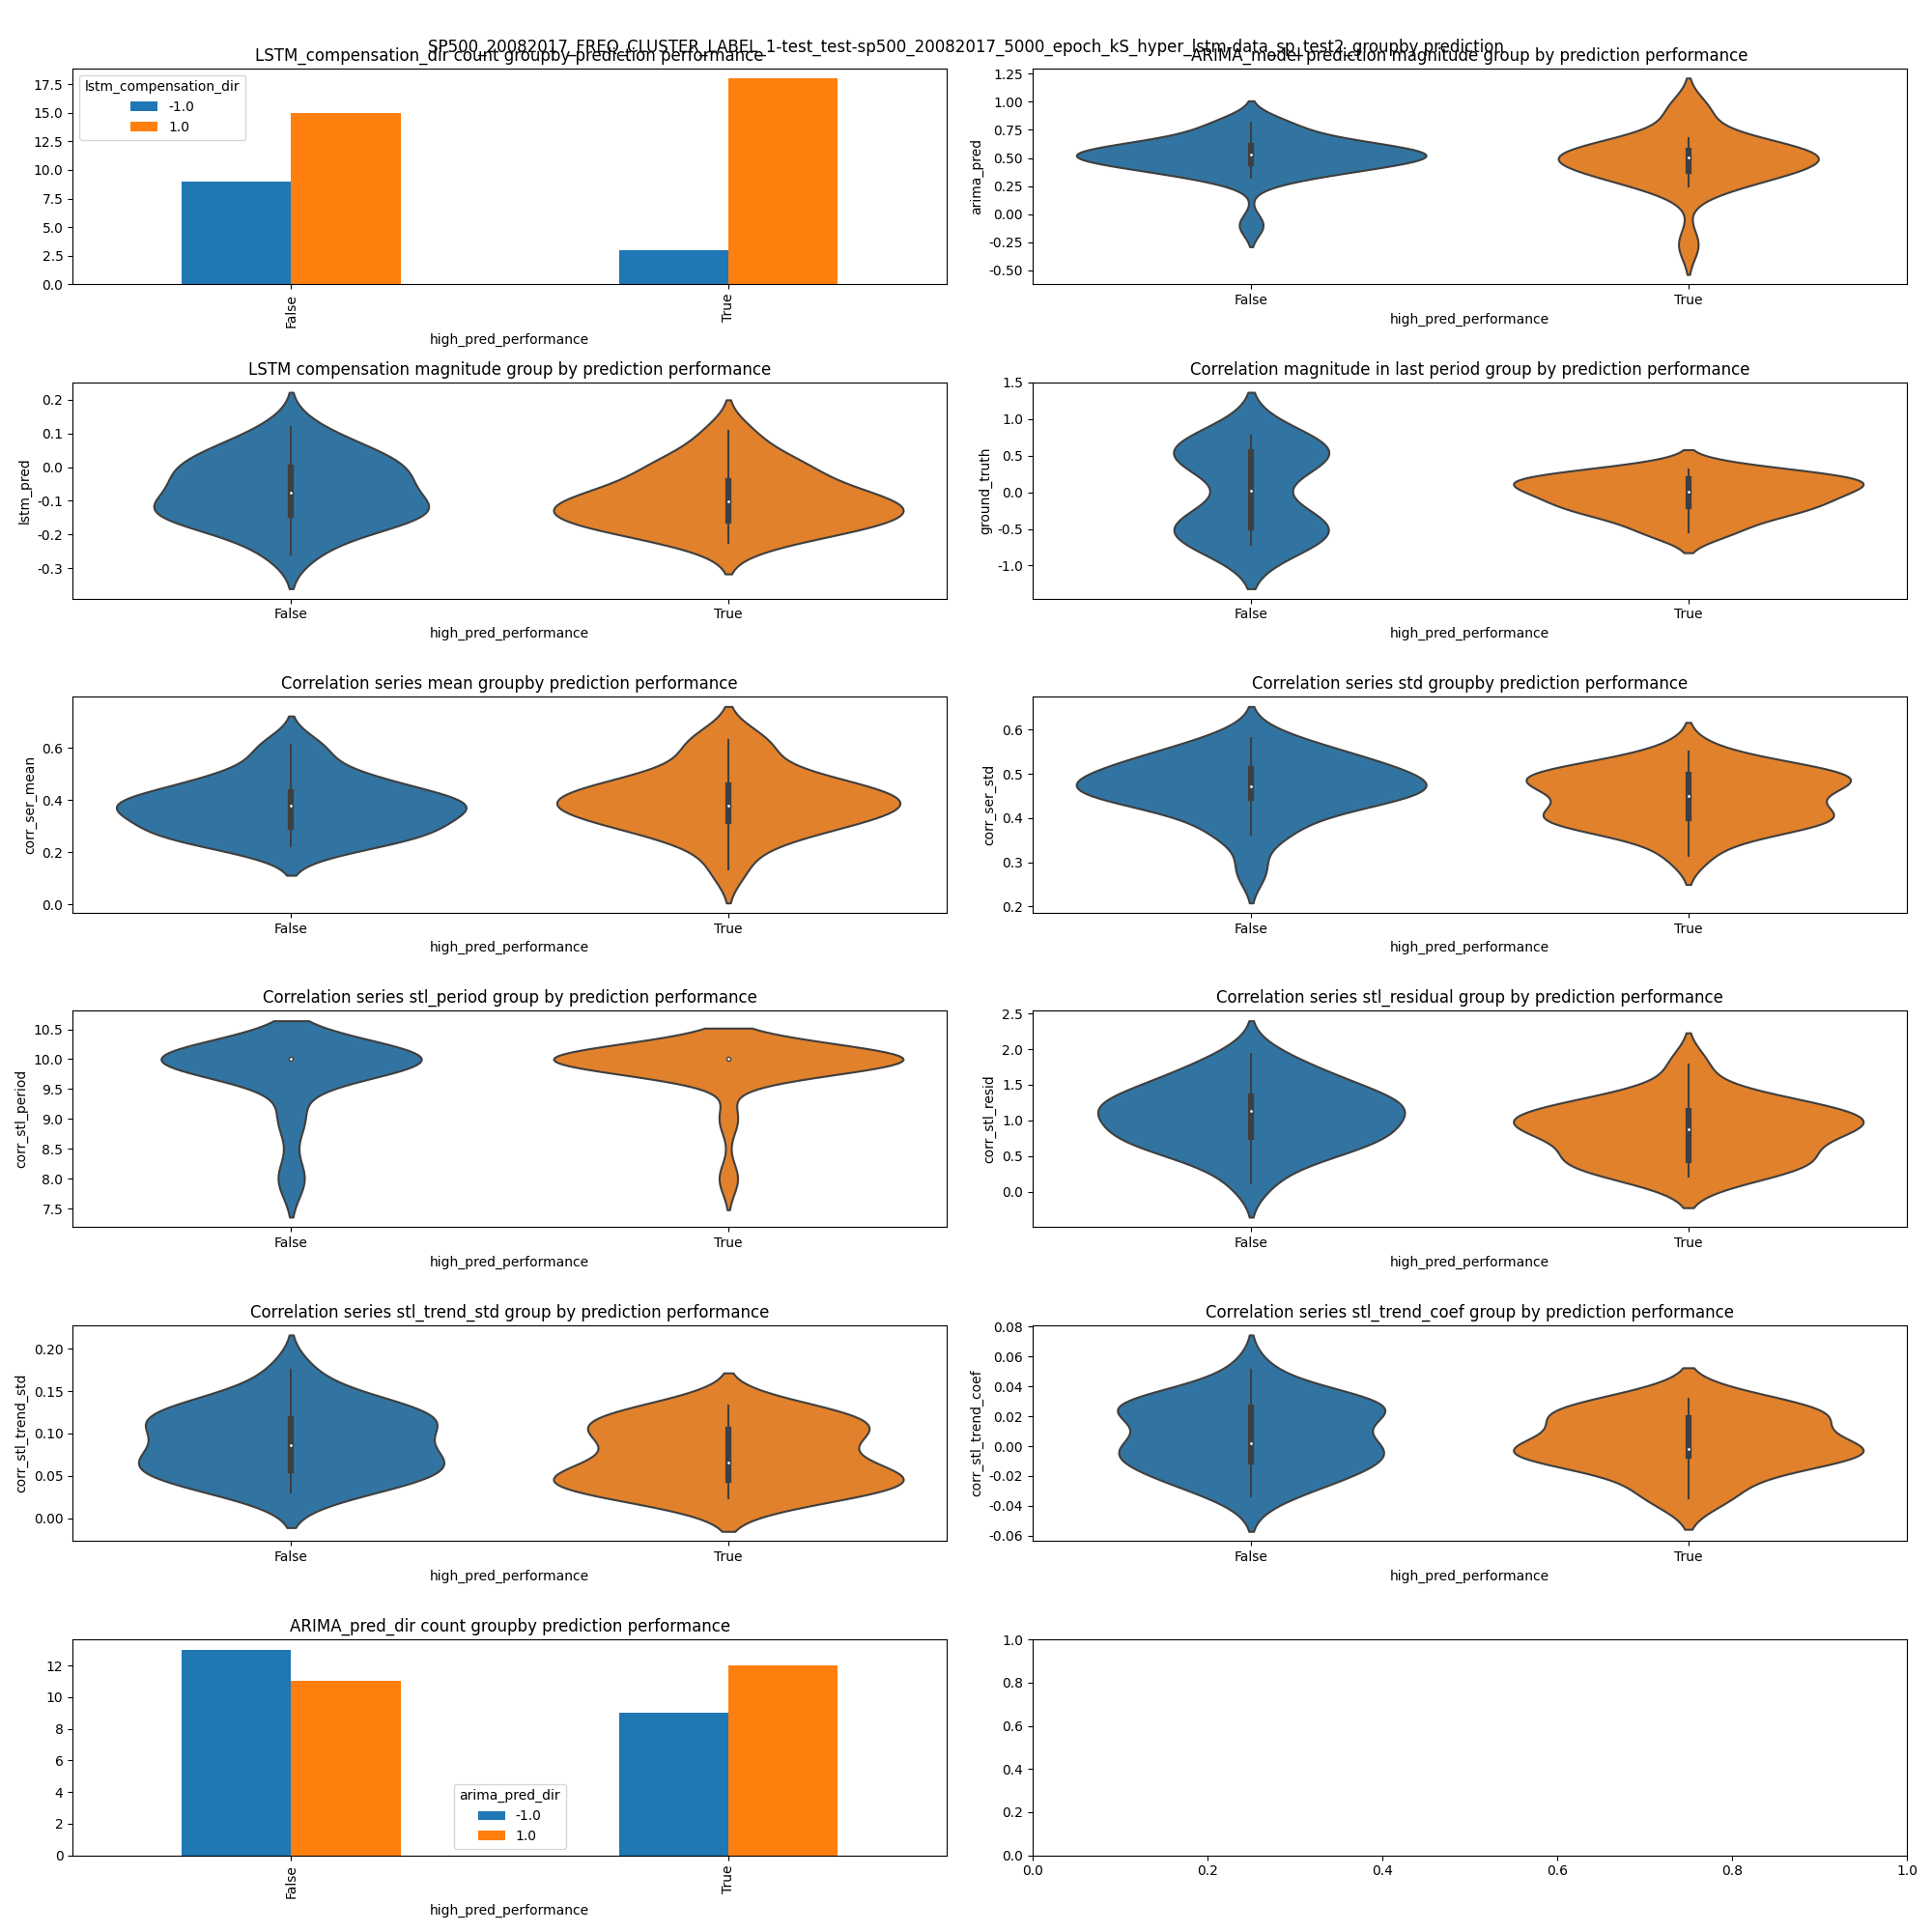 SP500_20082017_FREQ_CLUSTER_LABEL_1-test_test-sp500_20082017_5000_epoch_kS_hyper_lstm-data_sp_test2_groupby prediction
LSTM_compensation_dir count groupby prediction performance
lstm_compensation_dir
-1.0
1.0
17.5
15.0
12.5
10.0
7.5
5.0
2.5
0.0
False
True
high_pred_performance
ARIMA_model prediction magnitude group by prediction performance
arima_pred
1.25
1.00
0.75
0.50
0.25
0.00
-0.25
-0.50
False
True
high_pred_performance
LSTM compensation magnitude group by prediction performance
lstm_pred
0.2
0.1
0.0
-0.1
-0.2
-0.3
False
True
high_pred_performance
Correlation magnitude in last period group by prediction performance
ground_truth
1.5
1.0
0.5
0.0
-0.5
-1.0
False
True
high_pred_performance
Correlation series mean groupby prediction performance
corr_ser_mean
0.6
0.4
0.2
0.0
False
True
high_pred_performance
Correlation series std groupby prediction performance
corr_ser_std
0.6
0.5
0.4
0.3
0.2
False
True
high_pred_performance
Correlation series stl_period group by prediction performance
corr_stl_period
10.5
10.0
9.5
9.0
8.5
8.0
7.5
False
True
high_pred_performance
Correlation series stl_residual group by prediction performance
corr_stl_resid
2.5
2.0
1.5
1.0
0.5
0.0
False
True
high_pred_performance
Correlation series stl_trend_std group by prediction performance
corr_stl_trend_std
0.20
0.15
0.10
0.05
0.00
False
True
high_pred_performance
Correlation series stl_trend_coef group by prediction performance
corr_stl_trend_coef
0.08
0.06
0.04
0.02
0.00
-0.02
-0.04
-0.06
False
True
high_pred_performance
ARIMA_pred_dir count groupby prediction performance
12
10
8
6
4
2
0
arima_pred_dir
-1.0
1.0
False
True
high_pred_performance
1.0
0.8
0.6
0.4
0.2
0.0
0.0
0.2
0.4
0.6
0.8
1.0